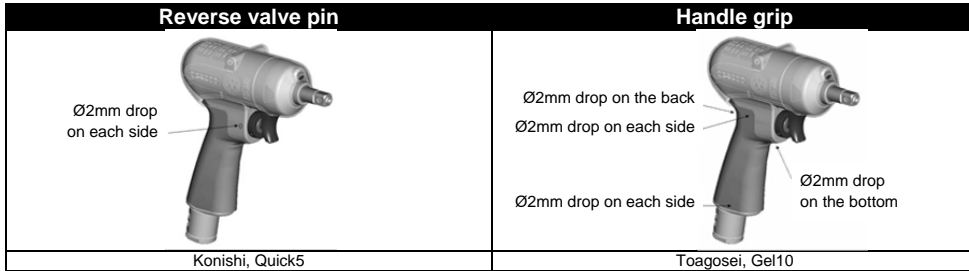 Reverse valve pin
Handle grip
Ø2mm drop
on each side
Ø2mm drop on the back
Ø2mm drop on each side
Ø2mm drop
on the bottom
Ø2mm drop on each side
Konishi, Quick5
Toagosei, Gel10